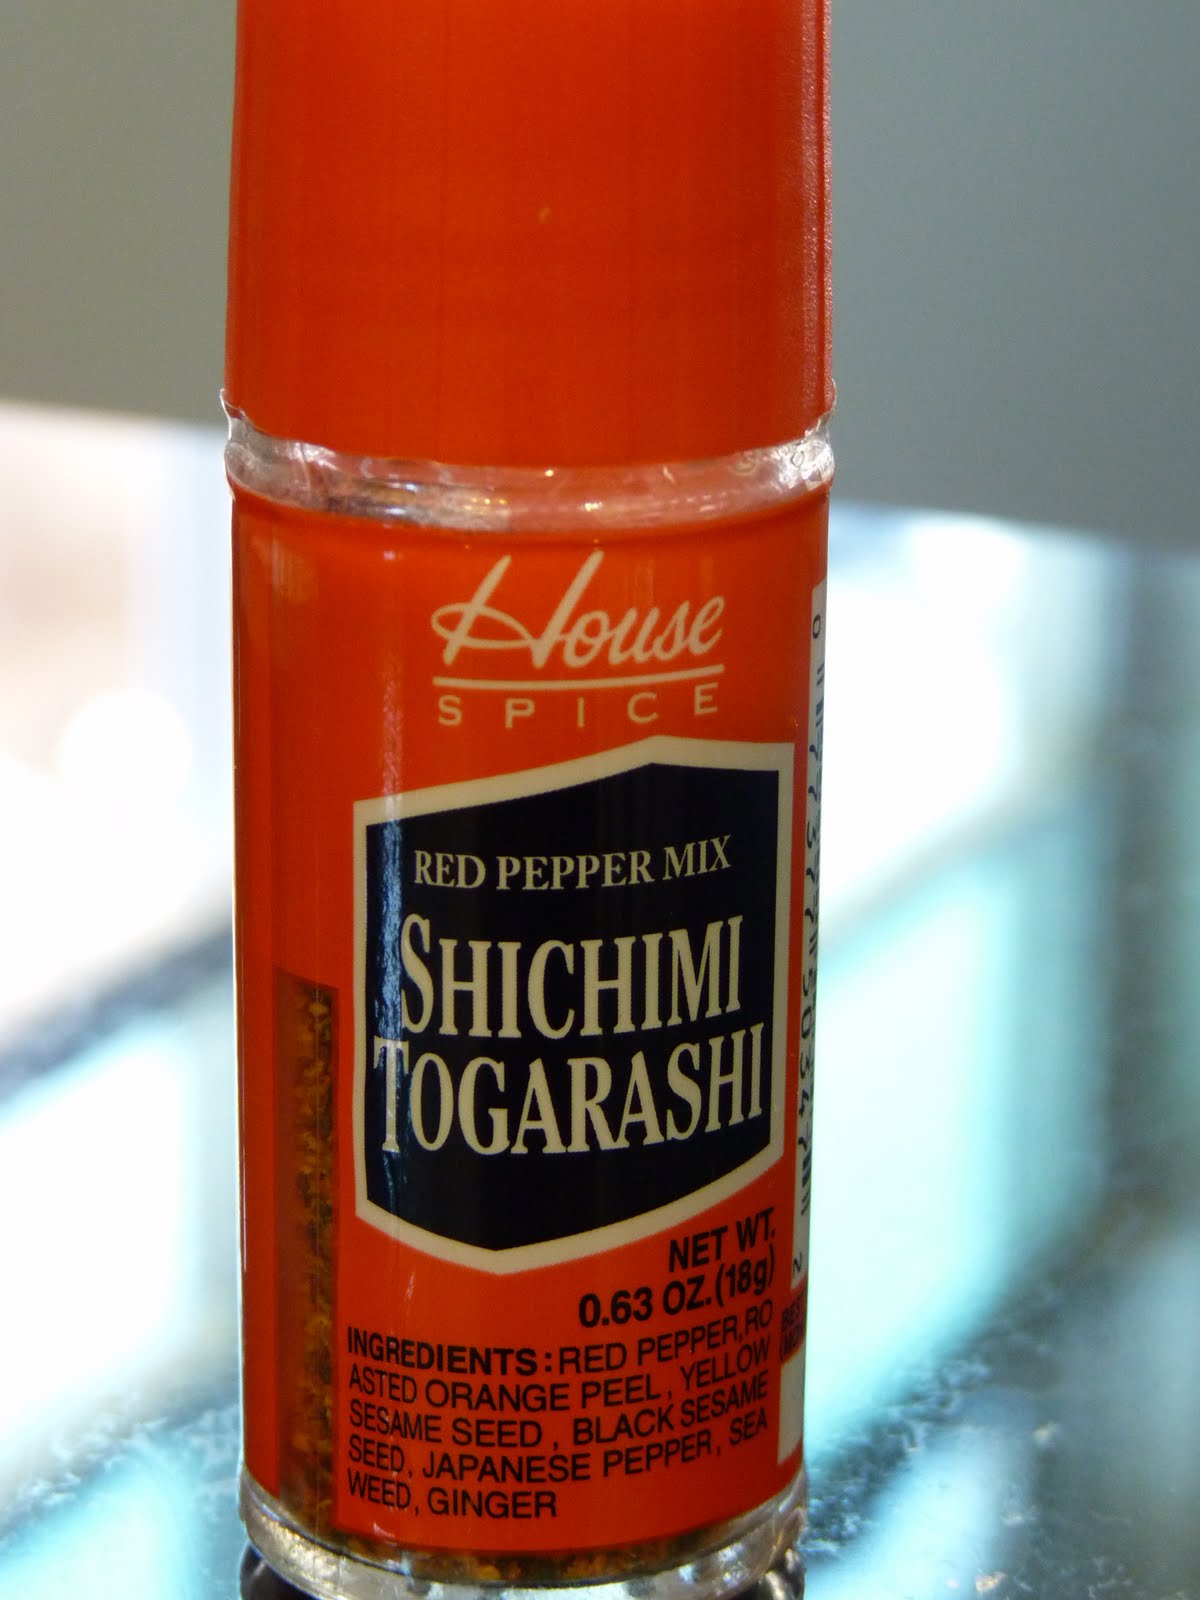 House
SPICE
RED PEPPER MIX
SHICHIMI
TOGARASHI
NET WT.
0.63 OZ.(18g)
INGREDIENTS:RED PEPPER,RO
ASTED ORANGE PEEL, YELLOW
SESAME SEED, BLACK SESAME
SEED, JAPANESE PEPPER, SEA
WEED, GINGER